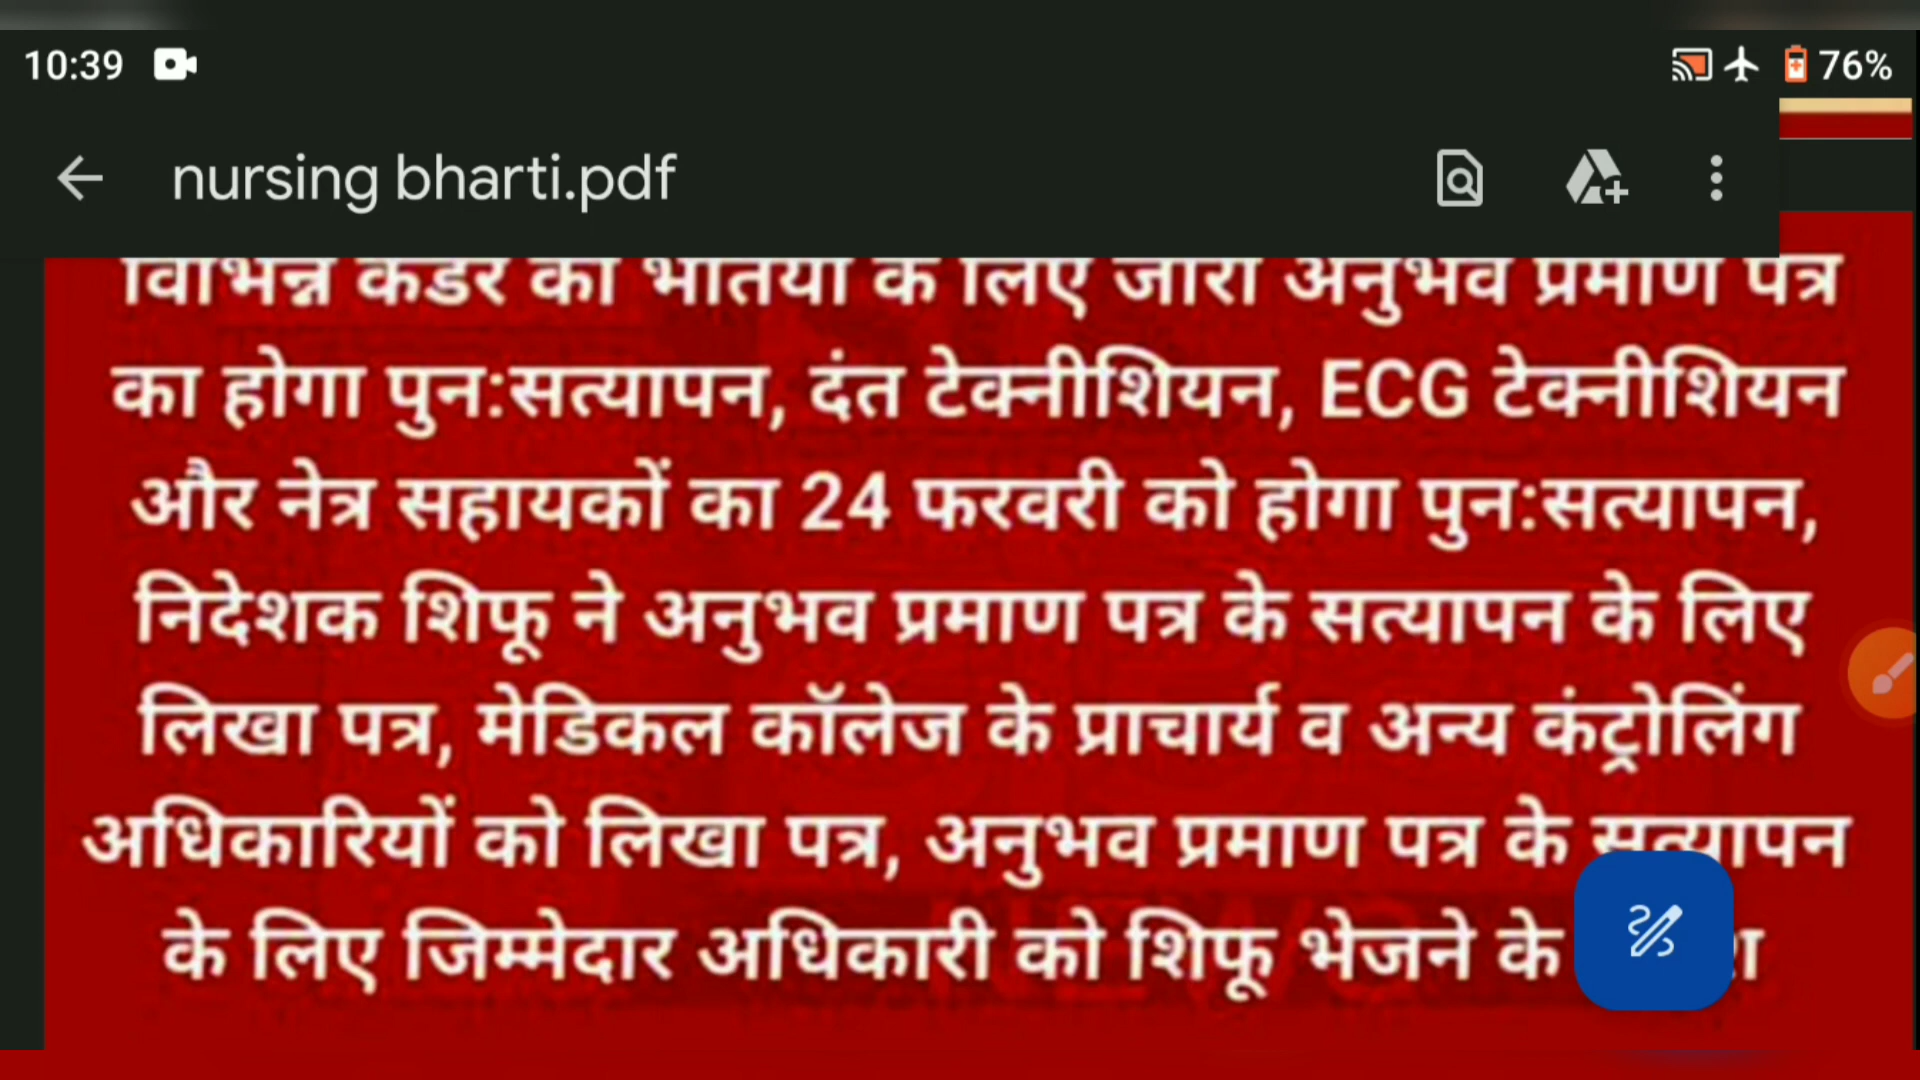 10:39
76%
nursing bharti.pdf
विभिन्न कैडर की भर्तियों के लिए जारी अनुभव प्रमाण पत्र
का होगा पुन:सत्यापन, दंत टेक्नीशियन, ECG टेक्नीशियन
और नेत्र सहायकों का 24 फरवरी को होगा पुन:सत्यापन,
निदेशक शिफू ने अनुभव प्रमाण पत्र के सत्यापन के लिए
लिखा पत्र, मेडिकल कॉलेज के प्राचार्य व अन्य कंट्रोलिंग
अधिकारियों को लिखा पत्र, अनुभव प्रमाण पत्र के सत्यापन
के लिए जिम्मेदार अधिकारी को शिफू भेजने के